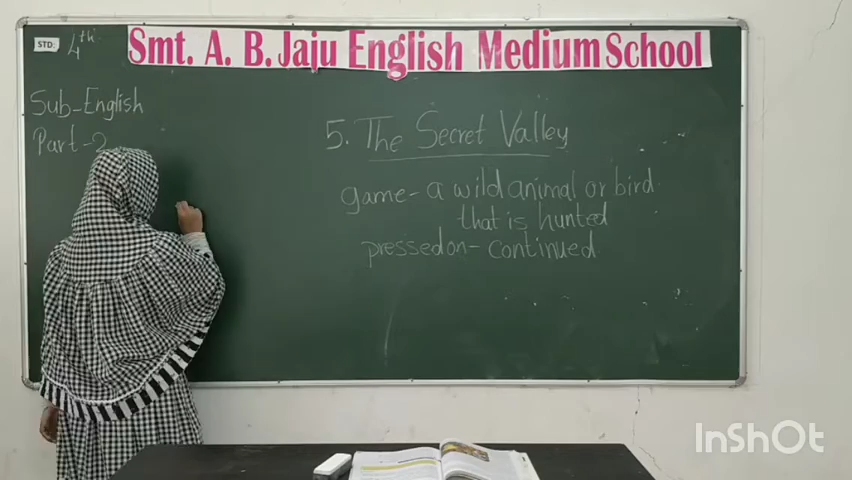 Smt. A. B. Jaju English Medium School
STD:
4th
Sub-English
Part-2
5. The Secret Valley
game- a wild animal or bird
that is hunted
pressed on- continued
InShOt